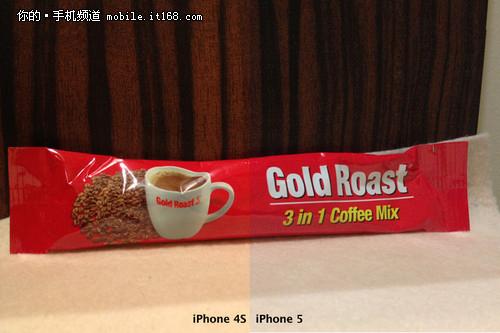 你的·手机频道 mobile.it168.com
Gold Roast
3 in 1 Coffee Mix
Gold Roast
iPhone 4S iPhone 5